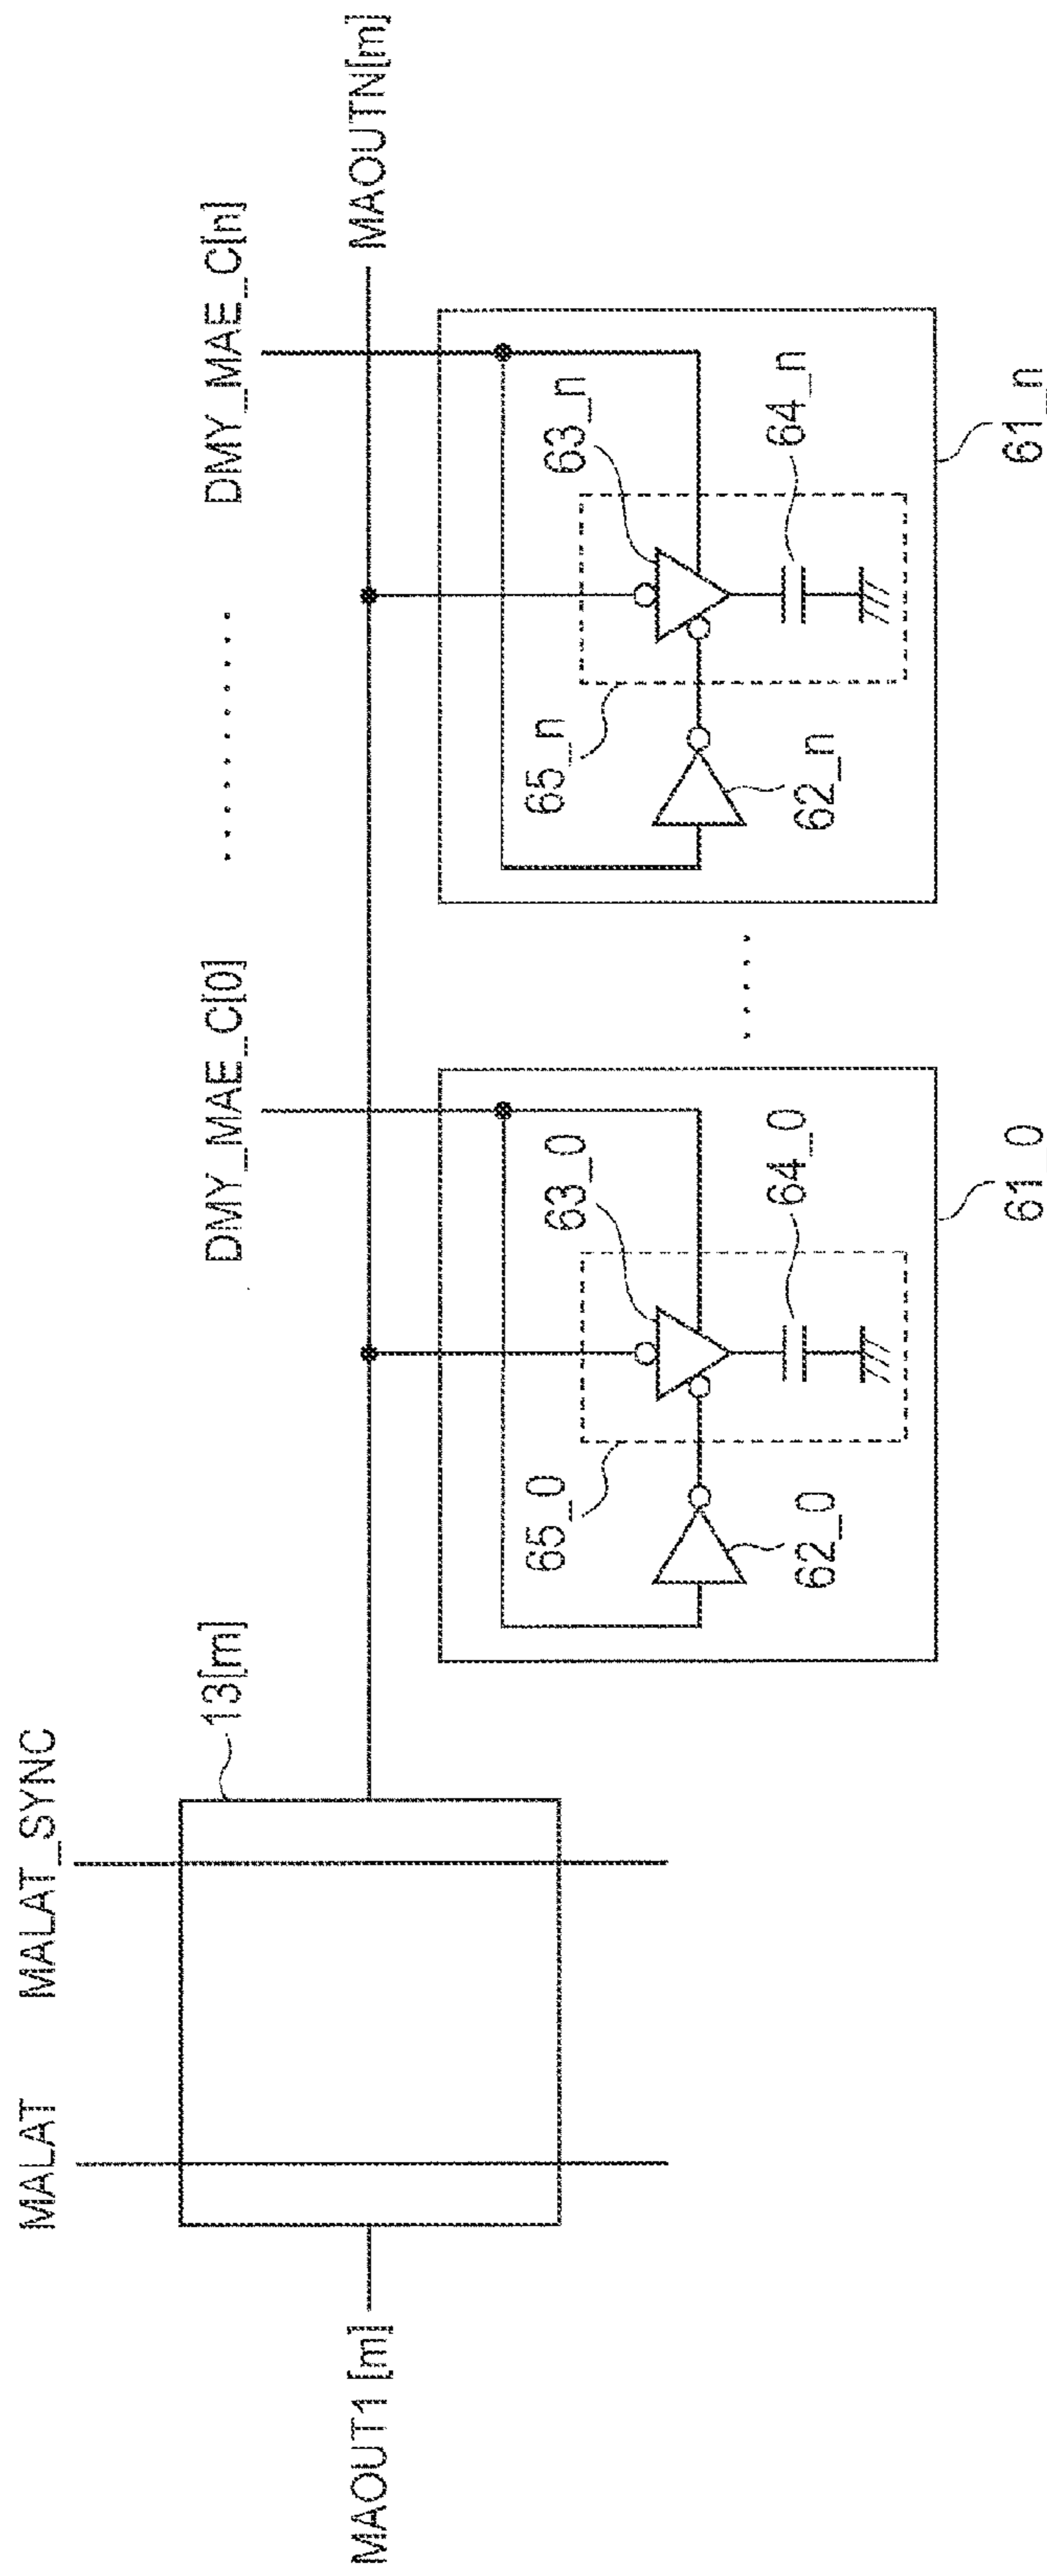 MALAT
MALAT_SYNC
13[m]
DMY_MAE_C[0]
DMY_MAE_C[n]
MAOUT1 [m]
MAOUTN[m]
65_0
63_0
62_0
64_0
61_0
65_n
63_n
62_n
64_n
61_n